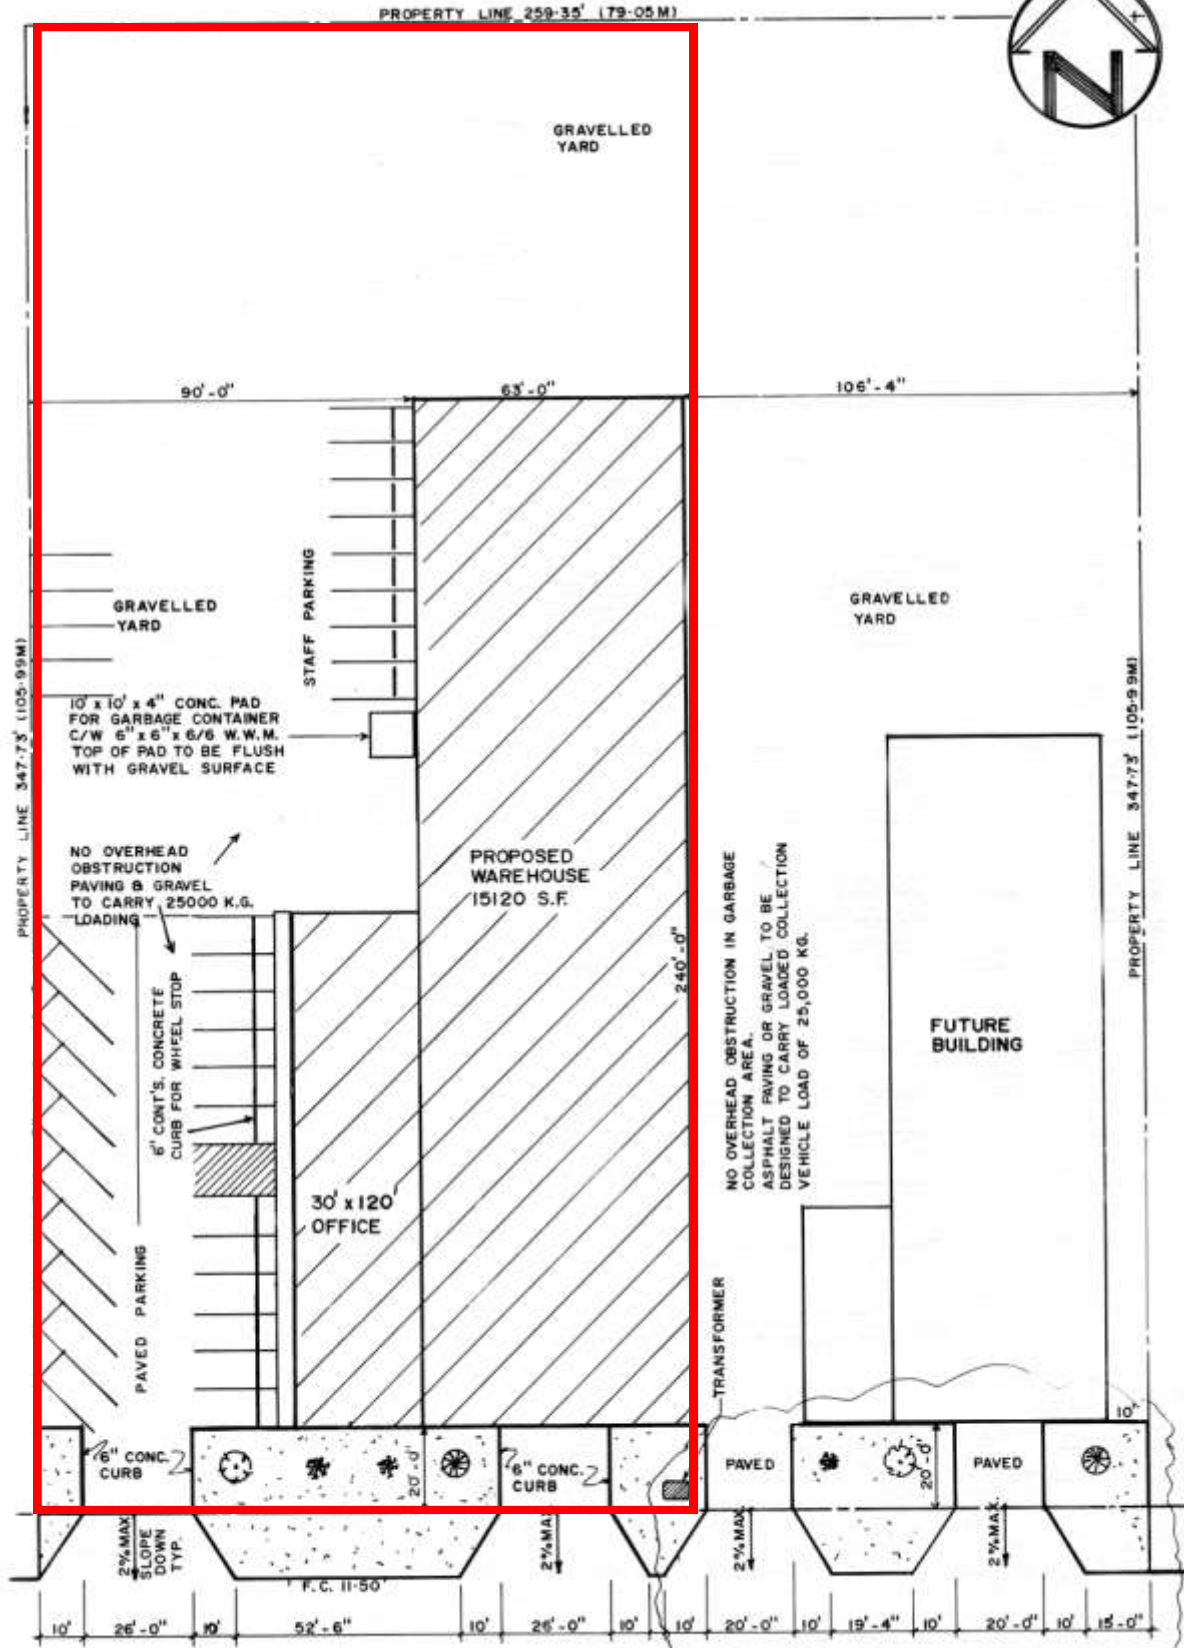 PROPERTY LINE 259·35' (79·05M)
N
GRAVELLED
YARD
90'-0"
63'-0"
106'-4"
STAFF PARKING
GRAVELLED
YARD
GRAVELLED
YARD
PROPERTY LINE 347·73' (105·99M)
10' x 10' x 4" CONC. PAD
FOR GARBAGE CONTAINER
C/W 6" x 6" x 6/6 W.W.M.
TOP OF PAD TO BE FLUSH
WITH GRAVEL SURFACE
PROPERTY LINE 347·73' (105·99M)
NO OVERHEAD
OBSTRUCTION
PAVING & GRAVEL
TO CARRY 25000 K.G.
LOADING
PROPOSED
WAREHOUSE
15120 S.F.
240'-0"
NO OVERHEAD OBSTRUCTION IN GARBAGE
COLLECTION AREA.
ASPHALT PAVING OR GRAVEL TO BE
DESIGNED TO CARRY LOADED COLLECTION
VEHICLE LOAD OF 25,000 KG.
FUTURE
BUILDING
6" CONT'S. CONCRETE
CURB FOR WHEEL STOP
30' x 120'
OFFICE
PAVED PARKING
TRANSFORMER
10'
6" CONC.
CURB
20'-0"
6" CONC.
CURB
PAVED
20'-0"
PAVED
2% MAX.
SLOPE
DOWN
TYP.
2% MAX.
2% MAX.
2% MAX.
F.C. 11·50'
10'
26'-0"
10'
52'-6"
10'
26'-0"
10'
10'
20'-0"
10'
19'-4"
10'
20'-0"
10'
15'-0"